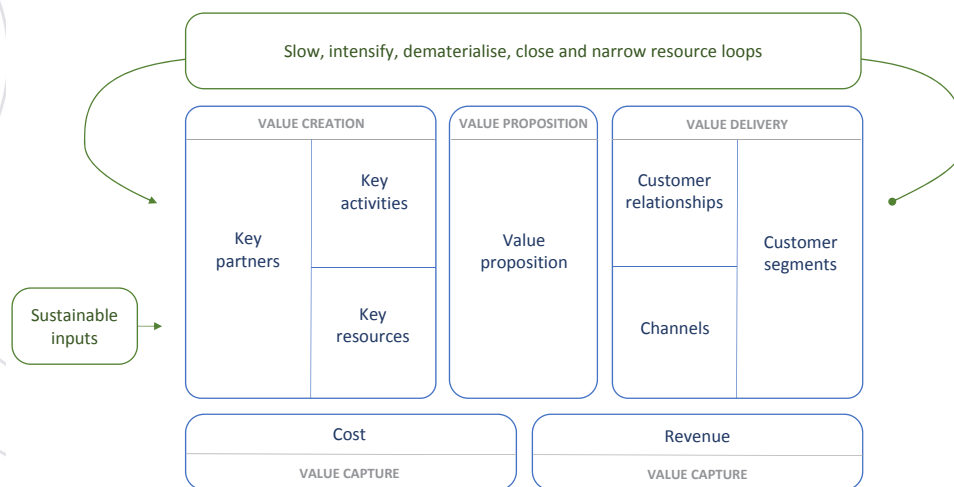 Slow, intensify, dematerialise, close and narrow resource loops
VALUE CREATION
VALUE PROPOSITION
VALUE DELIVERY
Key
partners
Key
activities
Key
resources
Value
proposition
Customer
relationships
Channels
Customer
segments
Sustainable
inputs
Cost
VALUE CAPTURE
Revenue
VALUE CAPTURE